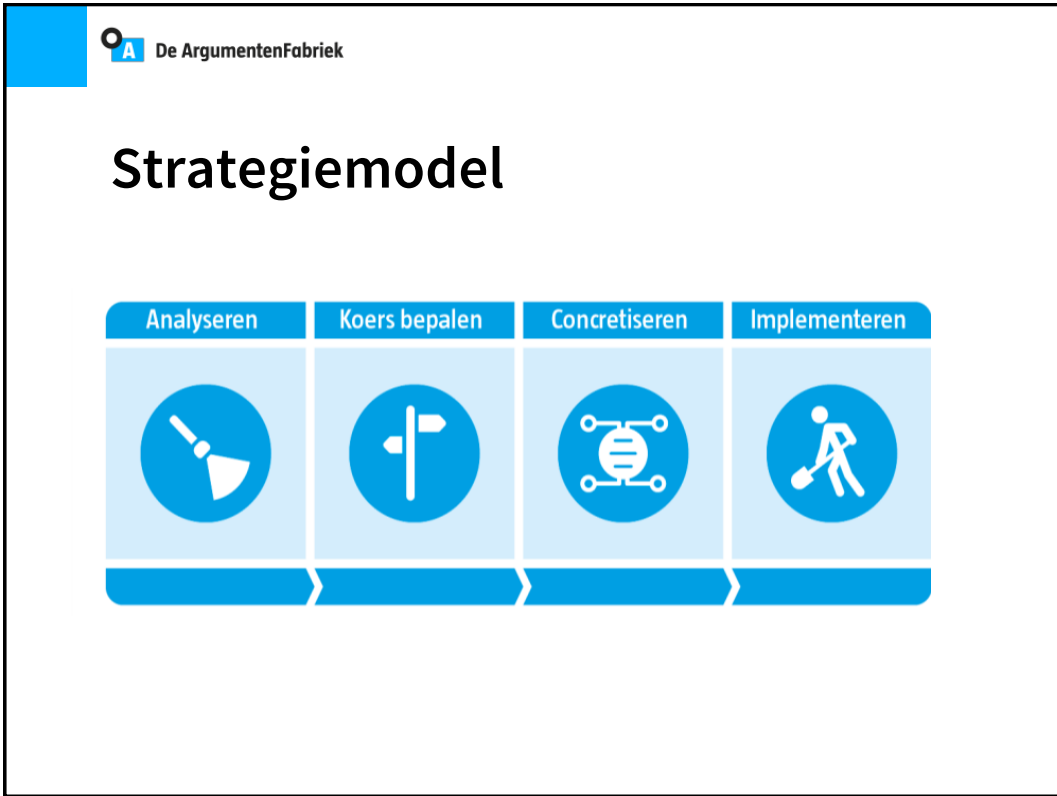 A De ArgumentenFabriek
Strategiemodel
Analyseren
Koers bepalen
Concretiseren
Implementeren